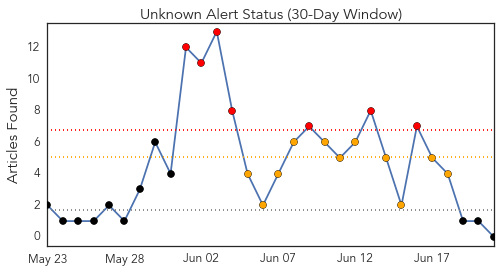 Unknown Alert Status (30-Day Window)
Articles Found
12
10
8
6
4
2
0
May 23 May 28 Jun 02 Jun 07 Jun 12 Jun 17